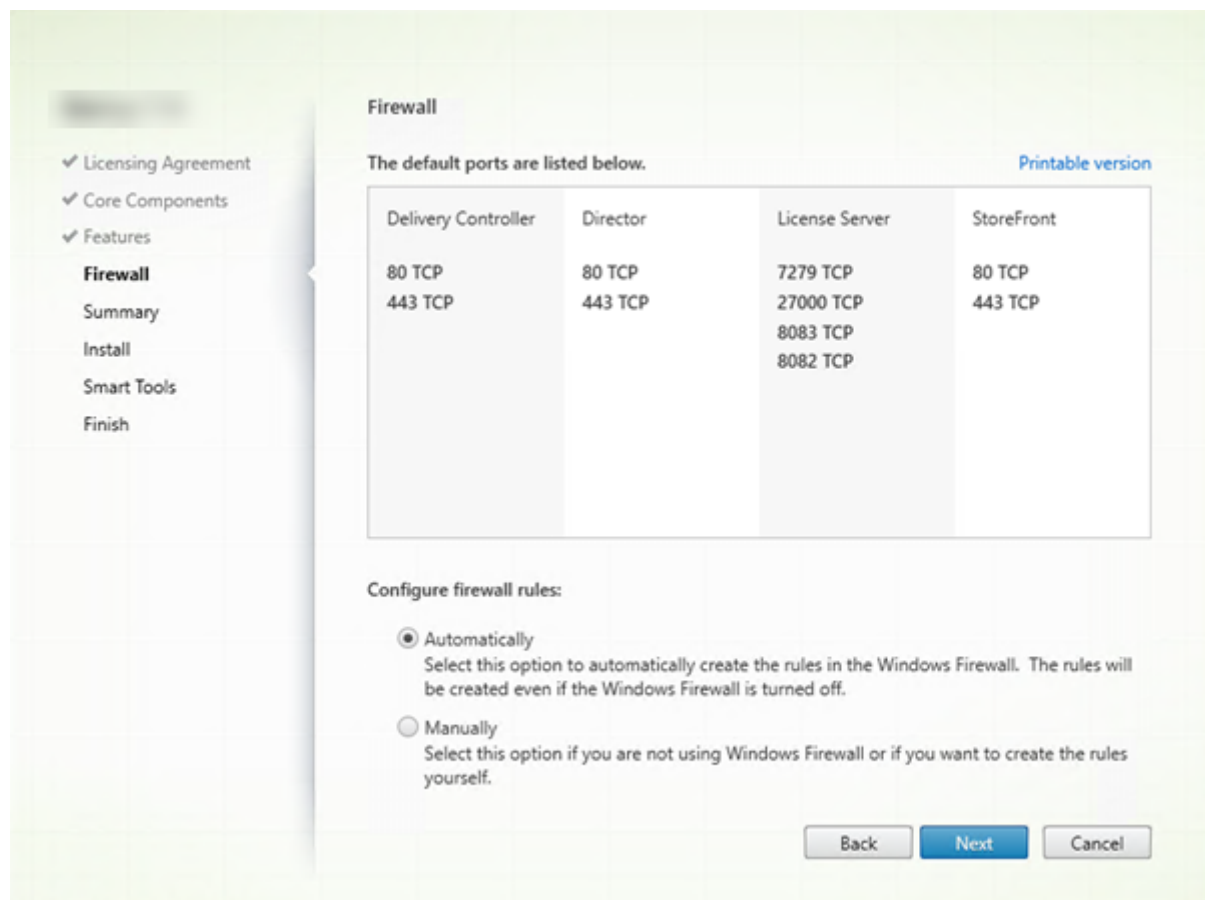 Firewall
✔ Licensing Agreement
✔ Core Components
✔ Features
Firewall
Summary
Install
Smart Tools
Finish
The default ports are listed below.
Printable version
Delivery Controller
80 TCP
443 TCP
Director
80 TCP
443 TCP
License Server
7279 TCP
27000 TCP
8083 TCP
8082 TCP
StoreFront
80 TCP
443 TCP
Configure firewall rules:
Automatically
Select this option to automatically create the rules in the Windows Firewall. The rules will
be created even if the Windows Firewall is turned off.
Manually
Select this option if you are not using Windows Firewall or if you want to create the rules
yourself.
Back
Next
Cancel